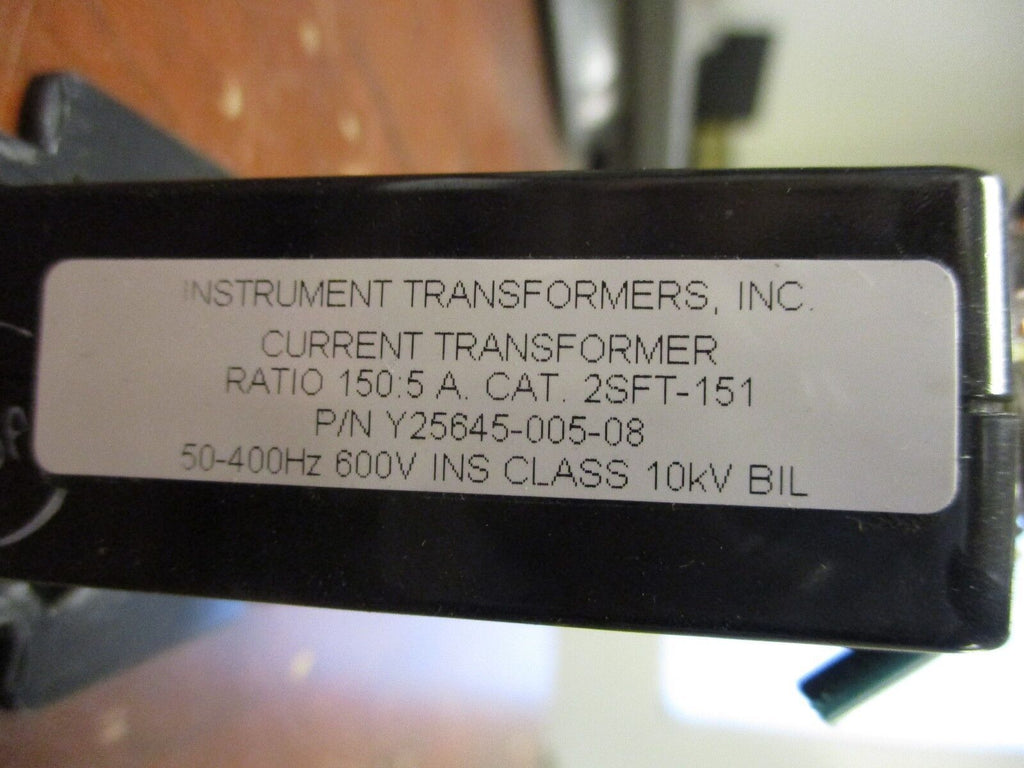 INSTRUMENT TRANSFORMERS, INC.
CURRENT TRANSFORMER
RATIO 150:5 A. CAT. 2SFT-151
P/N Y25645-005-08
50-400Hz 600V INS CLASS 10kV BIL